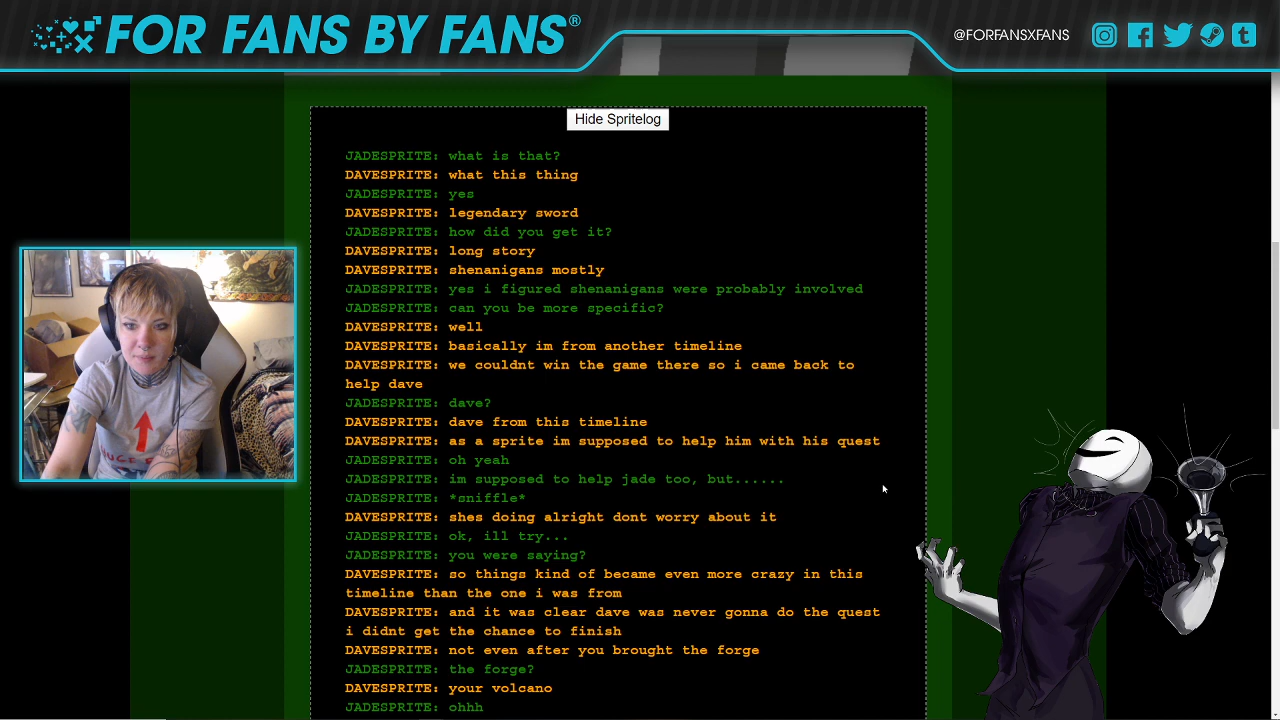 FOR FANS BY FANS®
@FORFANSXFANS
Hide Spritelog
JADESPRITE: what is that?
DAVESPRITE: what this thing
JADESPRITE: yes
DAVESPRITE: legendary sword
JADESPRITE: how did you get it?
DAVESPRITE: long story
DAVESPRITE: shenanigans mostly
JADESPRITE: yes i figured shenanigans were probably involved
JADESPRITE: can you be more specific?
DAVESPRITE: well
DAVESPRITE: basically im from another timeline
DAVESPRITE: we couldnt win the game there so i came back to
help dave
JADESPRITE: dave?
DAVESPRITE: dave from this timeline
DAVESPRITE: as a sprite im supposed to help him with his quest
JADESPRITE: oh yeah
JADESPRITE: im supposed to help jade too, but......
JADESPRITE: *sniffle*
DAVESPRITE: shes doing alright dont worry about it
JADESPRITE: ok, ill try...
JADESPRITE: you were saying?
DAVESPRITE: so things kind of became even more crazy in this
timeline than the one i was from
DAVESPRITE: and it was clear dave was never gonna do the quest
i didnt get the chance to finish
DAVESPRITE: not even after you brought the forge
JADESPRITE: the forge?
DAVESPRITE: your volcano
JADESPRITE: ohhh